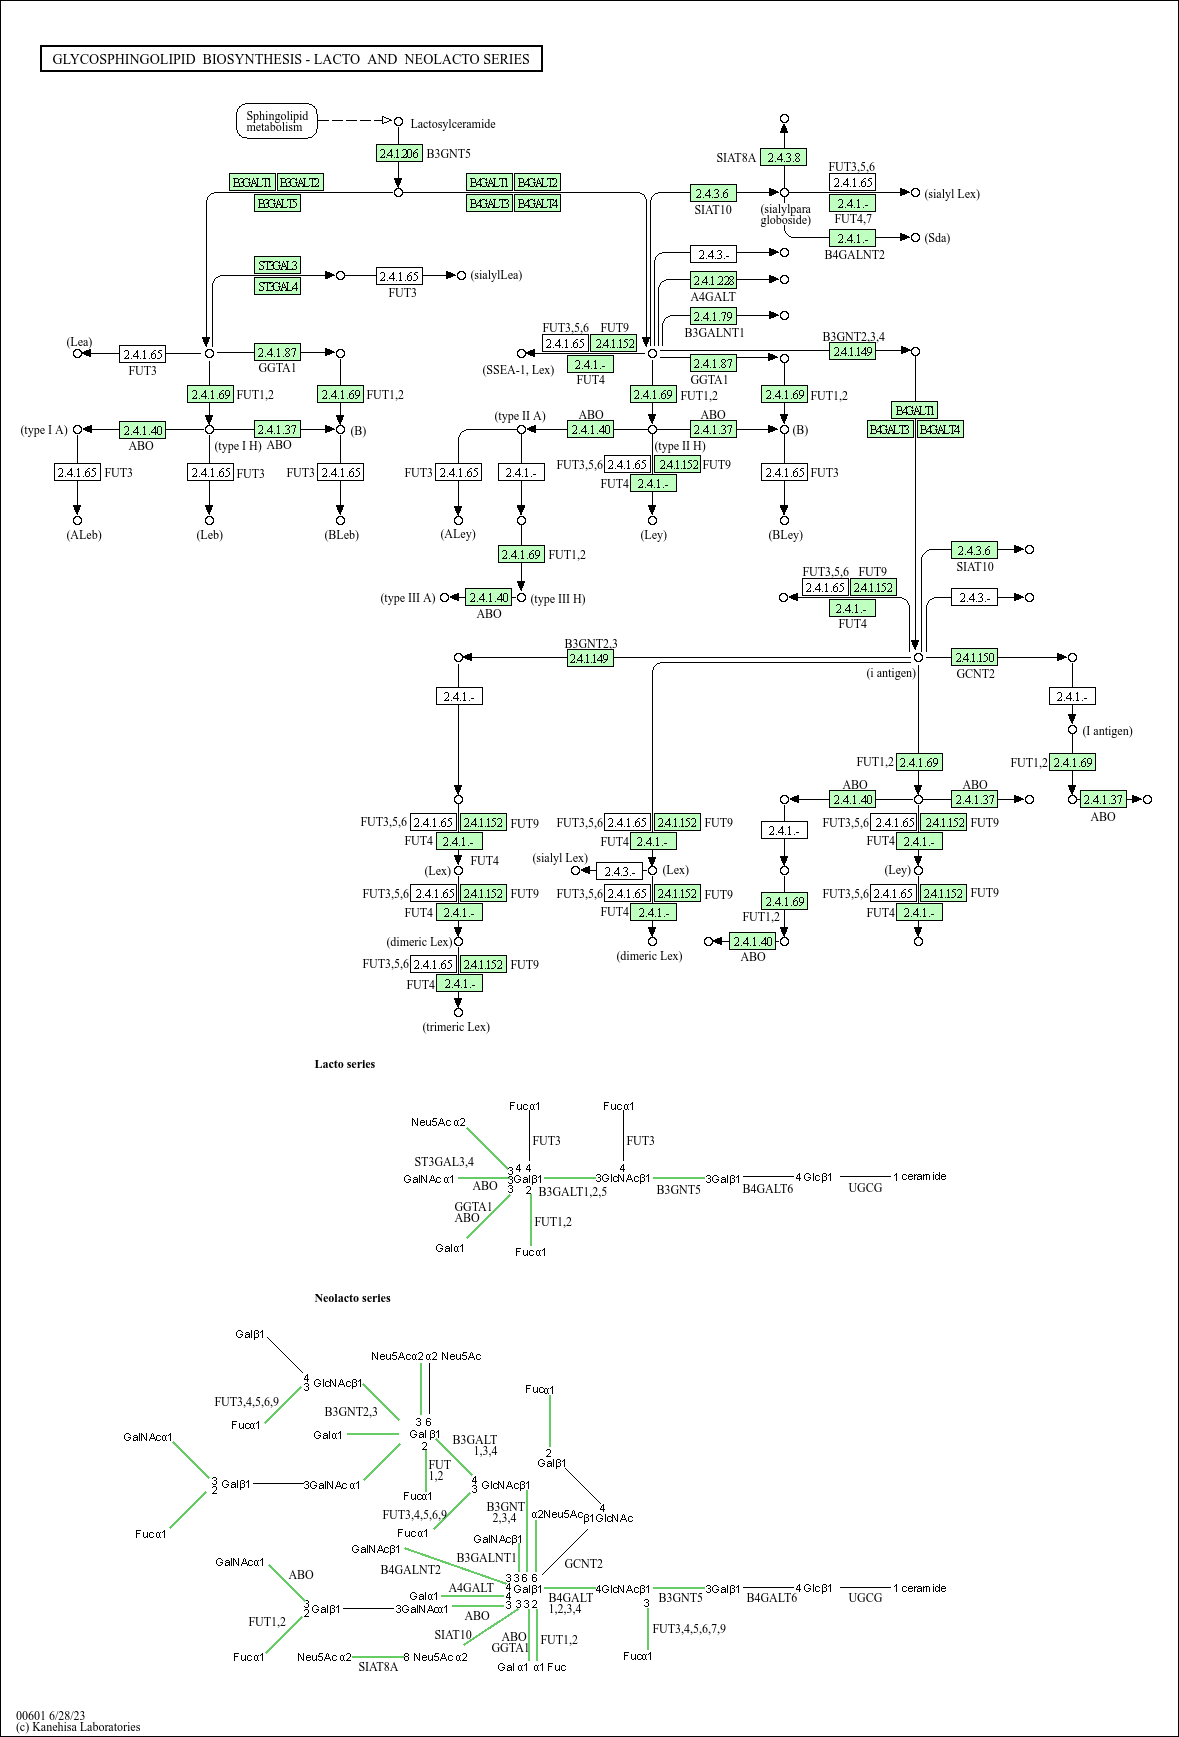 GLYCOSPHINGOLIPID BIOSYNTHESIS - LACTO AND NEOLACTO SERIES
Sphingolipid
metabolism
Lactosylceramide
2.4.1.206 B3GNT5
B3GALT1 B3GALT2
B3GALT5
B4GALT1 B4GALT2
B4GALT3 B4GALT4
SIAT8A 2.4.3.8
2.4.3.6
SIAT10
(sialylpara
globoside)
FUT3,5,6
2.4.1.65
(sialyl Lex)
2.4.1.-
FUT4,7
2.4.1.-
(Sda)
B4GALNT2
2.4.3.-
2.4.1.228
A4GALT
2.4.1.79
B3GALNT1
ST3GAL3
ST3GAL4
2.4.1.65
(sialylLea)
FUT3
(Lea)
2.4.1.65
FUT3
2.4.1.87
GGTA1
FUT3,5,6 FUT9
2.4.1.65 2.4.1.152
2.4.1.-
(SSEA-1, Lex)
FUT4
2.4.1.87
GGTA1
B3GNT2,3,4
2.4.1.149
2.4.1.69 FUT1,2
2.4.1.69 FUT1,2
2.4.1.69 FUT1,2
2.4.1.69 FUT1,2
B4GALT1
B4GALT3 B4GALT4
(type I A) 2.4.1.40
ABO
(type I H)
2.4.1.37
ABO
(B)
(type II A)
ABO
2.4.1.40
ABO
2.4.1.37
(B)
(type II H)
2.4.1.65 FUT3
2.4.1.65 FUT3
FUT3 2.4.1.65
FUT3 2.4.1.65
2.4.1.-
FUT3,5,6 2.4.1.65 2.4.1.152 FUT9
FUT4 2.4.1.-
2.4.1.65 FUT3
(ALeb)
(Leb)
(BLeb)
(ALey)
(Ley)
(BLey)
2.4.1.69 FUT1,2
(type III A) 2.4.1.40 (type III H)
ABO
2.4.3.6
SIAT10
FUT3,5,6 FUT9
2.4.1.65 2.4.1.152
2.4.1.-
FUT4
2.4.3.-
B3GNT2,3
2.4.1.149
(i antigen)
2.4.1.150
GCNT2
2.4.1.-
2.4.1.-
(I antigen)
FUT1,2 2.4.1.69
FUT1,2 2.4.1.69
ABO
2.4.1.40
ABO
2.4.1.37
2.4.1.37
ABO
FUT3,5,6 2.4.1.65 2.4.1.152 FUT9
FUT4 2.4.1.-
FUT4
FUT3,5,6 2.4.1.65 2.4.1.152 FUT9
FUT4 2.4.1.-
2.4.1.-
FUT3,5,6 2.4.1.65 2.4.1.152 FUT9
FUT4 2.4.1.-
(Lex)
(sialyl Lex)
2.4.3.-
(Lex)
(Ley)
FUT3,5,6 2.4.1.65 2.4.1.152 FUT9
FUT4 2.4.1.-
FUT3,5,6 2.4.1.65 2.4.1.152 FUT9
FUT4 2.4.1.-
2.4.1.69
FUT1,2
FUT3,5,6 2.4.1.65 2.4.1.152 FUT9
FUT4 2.4.1.-
(dimeric Lex)
(dimeric Lex)
2.4.1.40
ABO
FUT3,5,6 2.4.1.65 2.4.1.152 FUT9
FUT4 2.4.1.-
(trimeric Lex)
Lacto series
Fucα1 Fucα1
Neu5Ac α2
FUT3 FUT3
ST3GAL3,4
3 4 4 4
GalNAc α1 3Galβ1 3GlcNAcβ1 3Galβ1 4 Glcβ1 1 ceramide
ABO 3 2 B3GALT1,2,5 B3GNT5 B4GALT6 UGCG
GGTA1
ABO
FUT1,2
Galα1
Fucα1
Neolacto series
Galβ1
Neu5Acα2 α2 Neu5Ac
4
3 GlcNAcβ1
Fucα1
FUT3,4,5,6,9
B3GNT2,3
Fucα1
3 6
Galα1 Gal β1
2
GalNAcα1
B3GALT
1,3,4
FUT
1,2
2
Galβ1
3
2 Galβ1 3GalNAc α1
4
3 GlcNAcβ1
Fucα1
FUT3,4,5,6,9
B3GNT
2,3,4
α2Neu5Ac
4
β1GlcNAc
Fucα1
Fucα1
GalNAcβ1
GalNAcβ1
B3GALNT1
GCNT2
GalNAcα1
ABO
B4GALNT2
3 3 6 6
A4GALT
4
Galβ1 4GlcNAcβ1 3Galβ1 4 Glcβ1 1 ceramide
Galα1 4
B4GALT
1,2,3,4
B3GNT5 B4GALT6 UGCG
3
2 Galβ1 3GalNAcα1 3 3 3 2
ABO
3
FUT1,2
SIAT10
ABO
GGTA1
FUT1,2
FUT3,4,5,6,7,9
Fucα1
Neu5Ac α2 8 Neu5Ac α2
SIAT8A
Gal α1 α1 Fuc
Fucα1
00601 6/28/23
(c) Kanehisa Laboratories